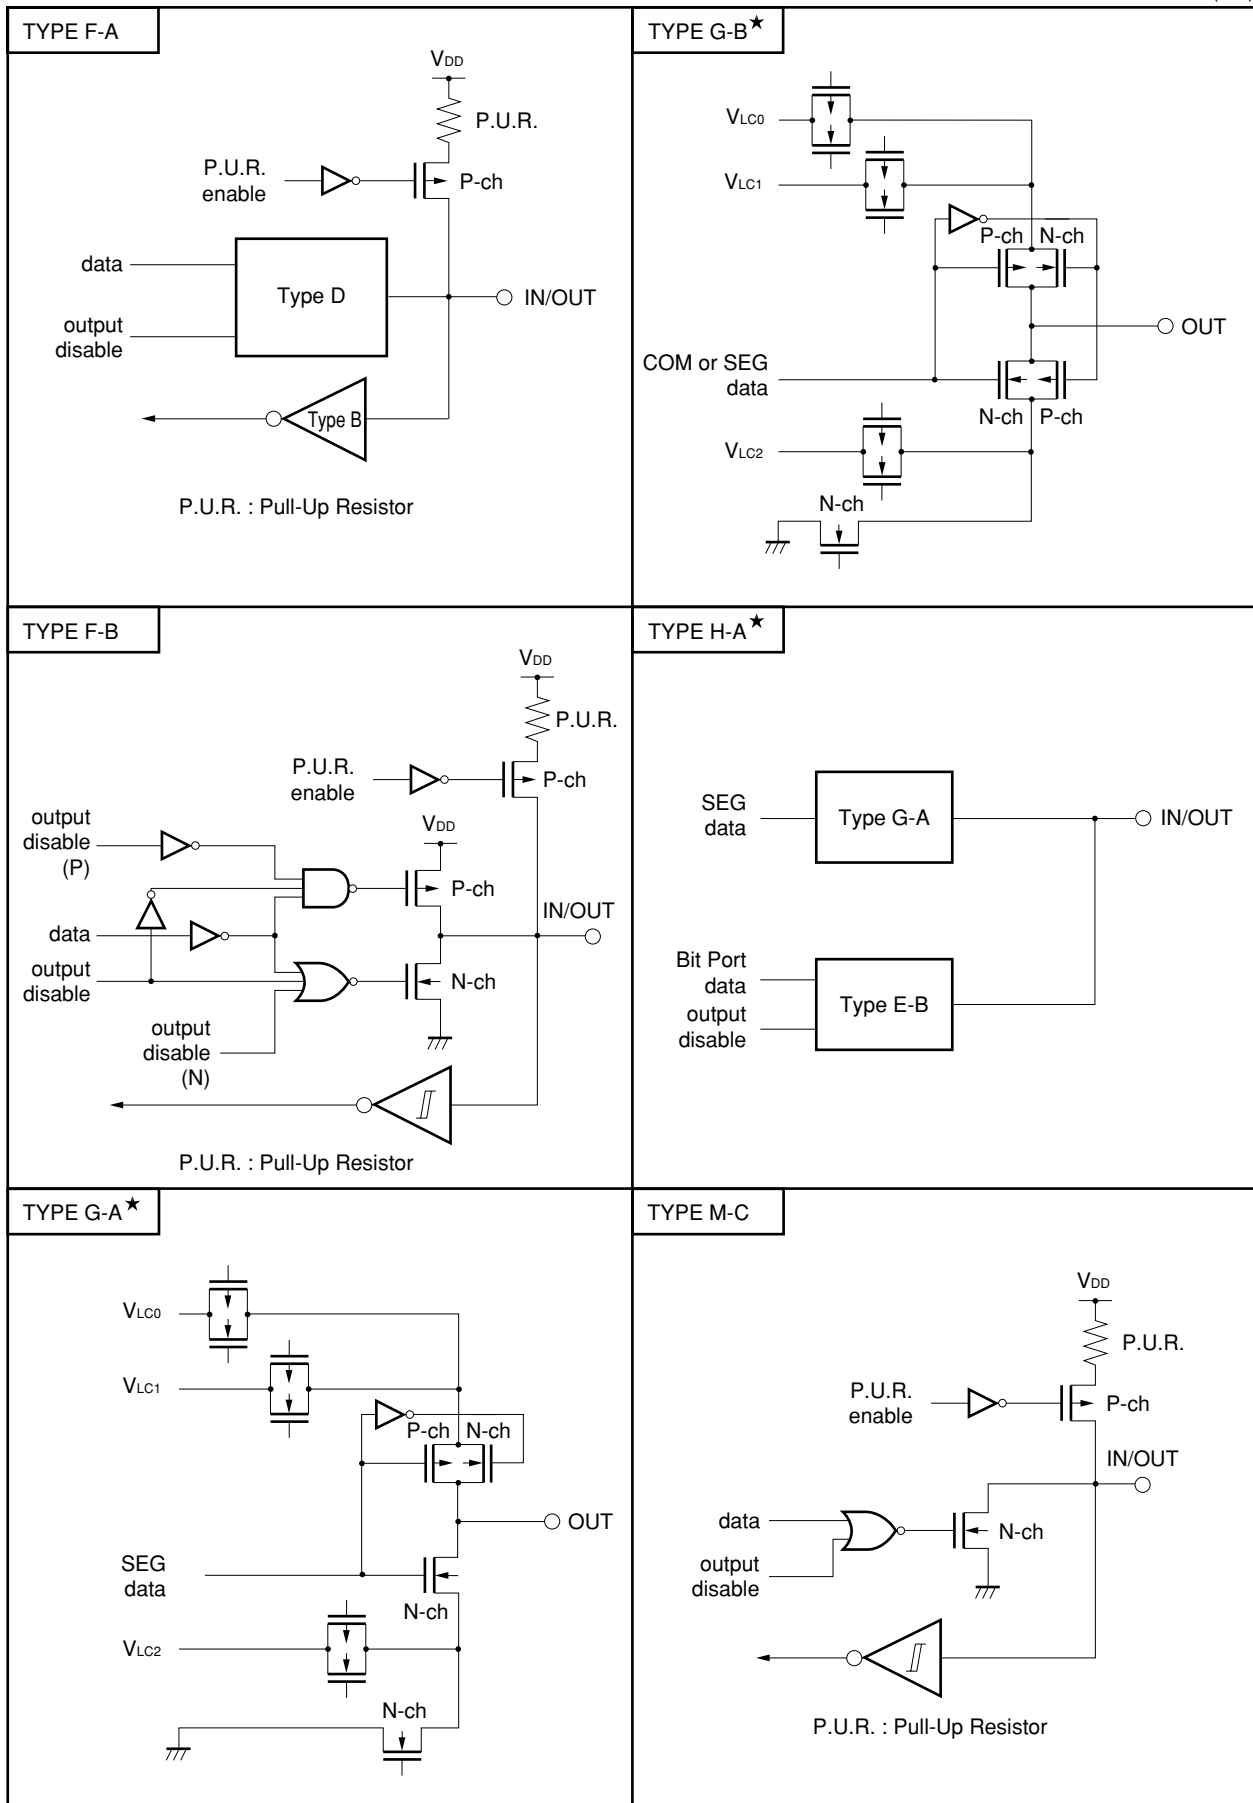 TYPE F-A
VDD
P.U.R.
P.U.R.
enable
P-ch
data
Type D
IN/OUT
output
disable
Type B
P.U.R. : Pull-Up Resistor
TYPE G-B★
VLC0
VLC1
P-ch N-ch
OUT
COM or SEG
data
N-ch P-ch
VLC2
N-ch
TYPE F-B
VDD
P.U.R.
P.U.R.
enable
P-ch
output
disable
(P)
VDD
P-ch
IN/OUT
data
output
disable
N-ch
output
disable
(N)
P.U.R. : Pull-Up Resistor
TYPE H-A★
SEG
data
Type G-A
IN/OUT
Bit Port
data
Type E-B
output
disable
TYPE G-A★
VLC0
VLC1
P-ch N-ch
OUT
SEG
data
N-ch
VLC2
N-ch
TYPE M-C
VDD
P.U.R.
P.U.R.
enable
P-ch
IN/OUT
data
N-ch
output
disable
P.U.R. : Pull-Up Resistor